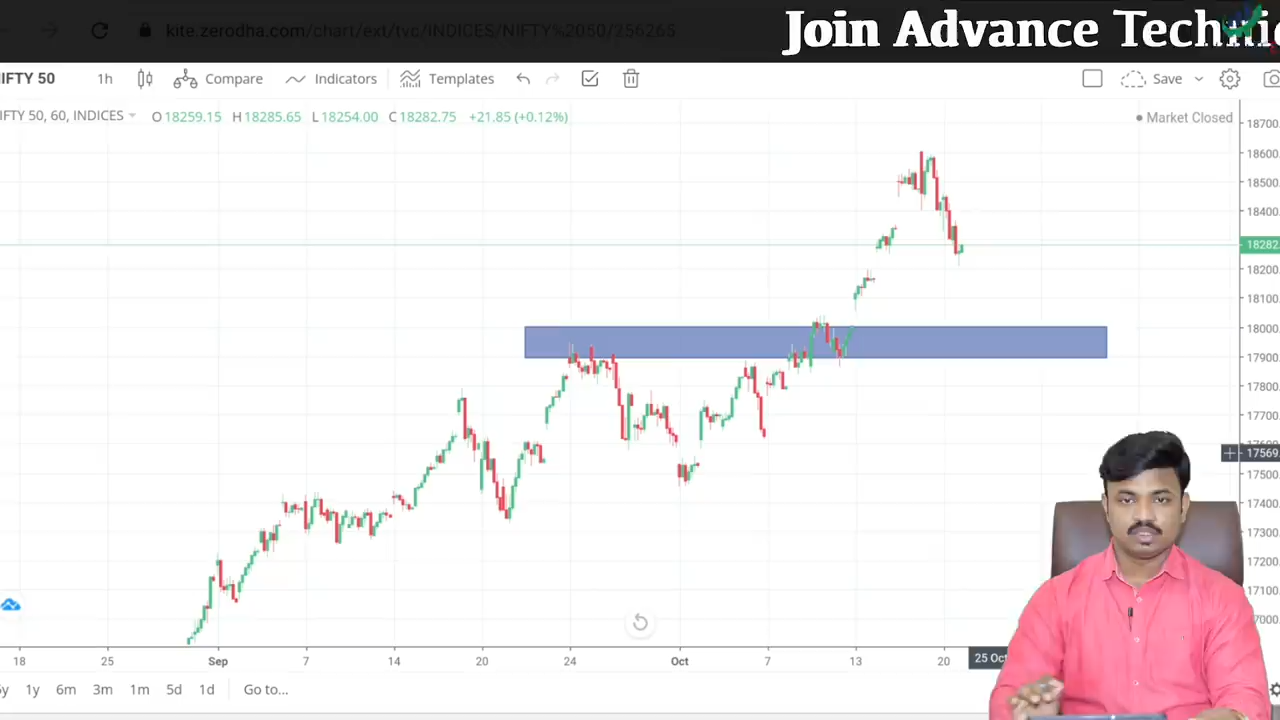 Join Advance Techni
kite.zerodha.com/chart/ext/tvc/INDICES/NIFTY%2050/256265
IFTY 50 1h Compare Indicators Templates Save
IFTY 50, 60, INDICES O 18259.15 H 18285.65 L 18254.00 C 18282.75 +21.85 (+0.12%)
Market Closed
18700.
18600.
18500.
18400.
18282.
18200.
18100.
18000.
17900.
17800.
17700.
17569.
17500.
17400.
17300.
17200.
17100.
7000.
18 25 Sep 7 14 20 24 Oct 7 13 20 25 Oct
y 1y 6m 3m 1m 5d 1d Go to...